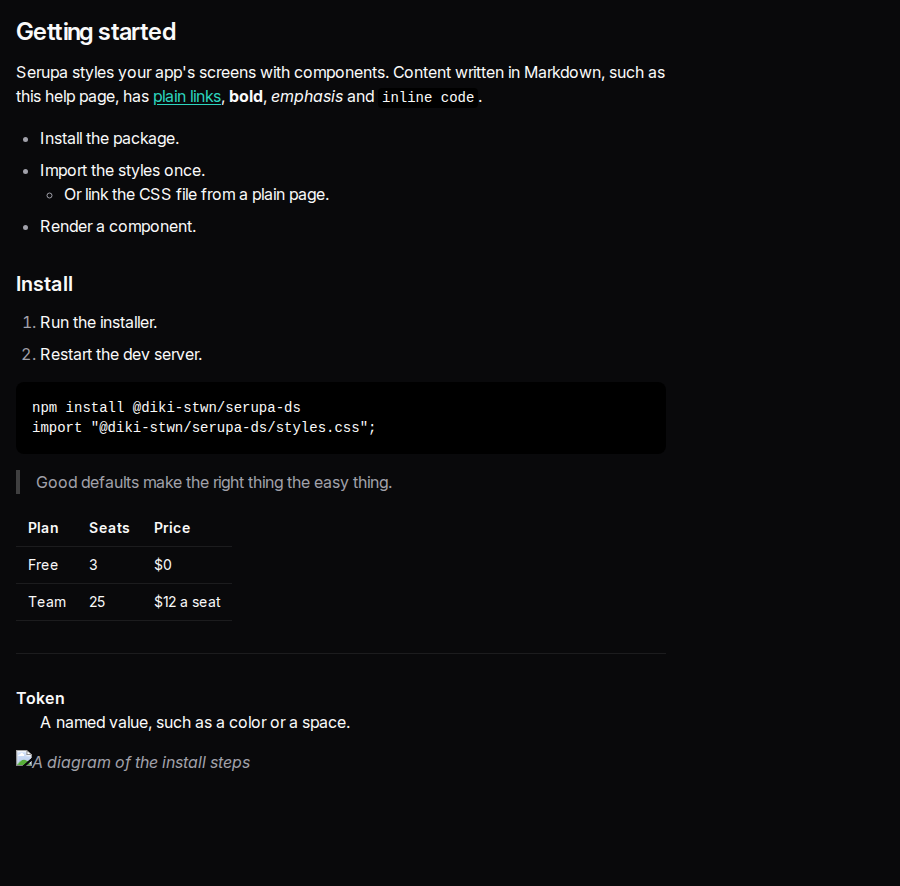 Getting started
Serupa styles your app's screens with components. Content written in Markdown, such as
this help page, has plain links, bold, emphasis and inline code.
Install the package.
Import the styles once.
Or link the CSS file from a plain page.
Render a component.
Install
1. Run the installer.
2. Restart the dev server.
npm install @diki-stwn/serupa-ds
import "@diki-stwn/serupa-ds/styles.css";
Good defaults make the right thing the easy thing.
Plan Seats Price
Free 3 $0
Team 25 $12 a seat
Token
A named value, such as a color or a space.
A diagram of the install steps